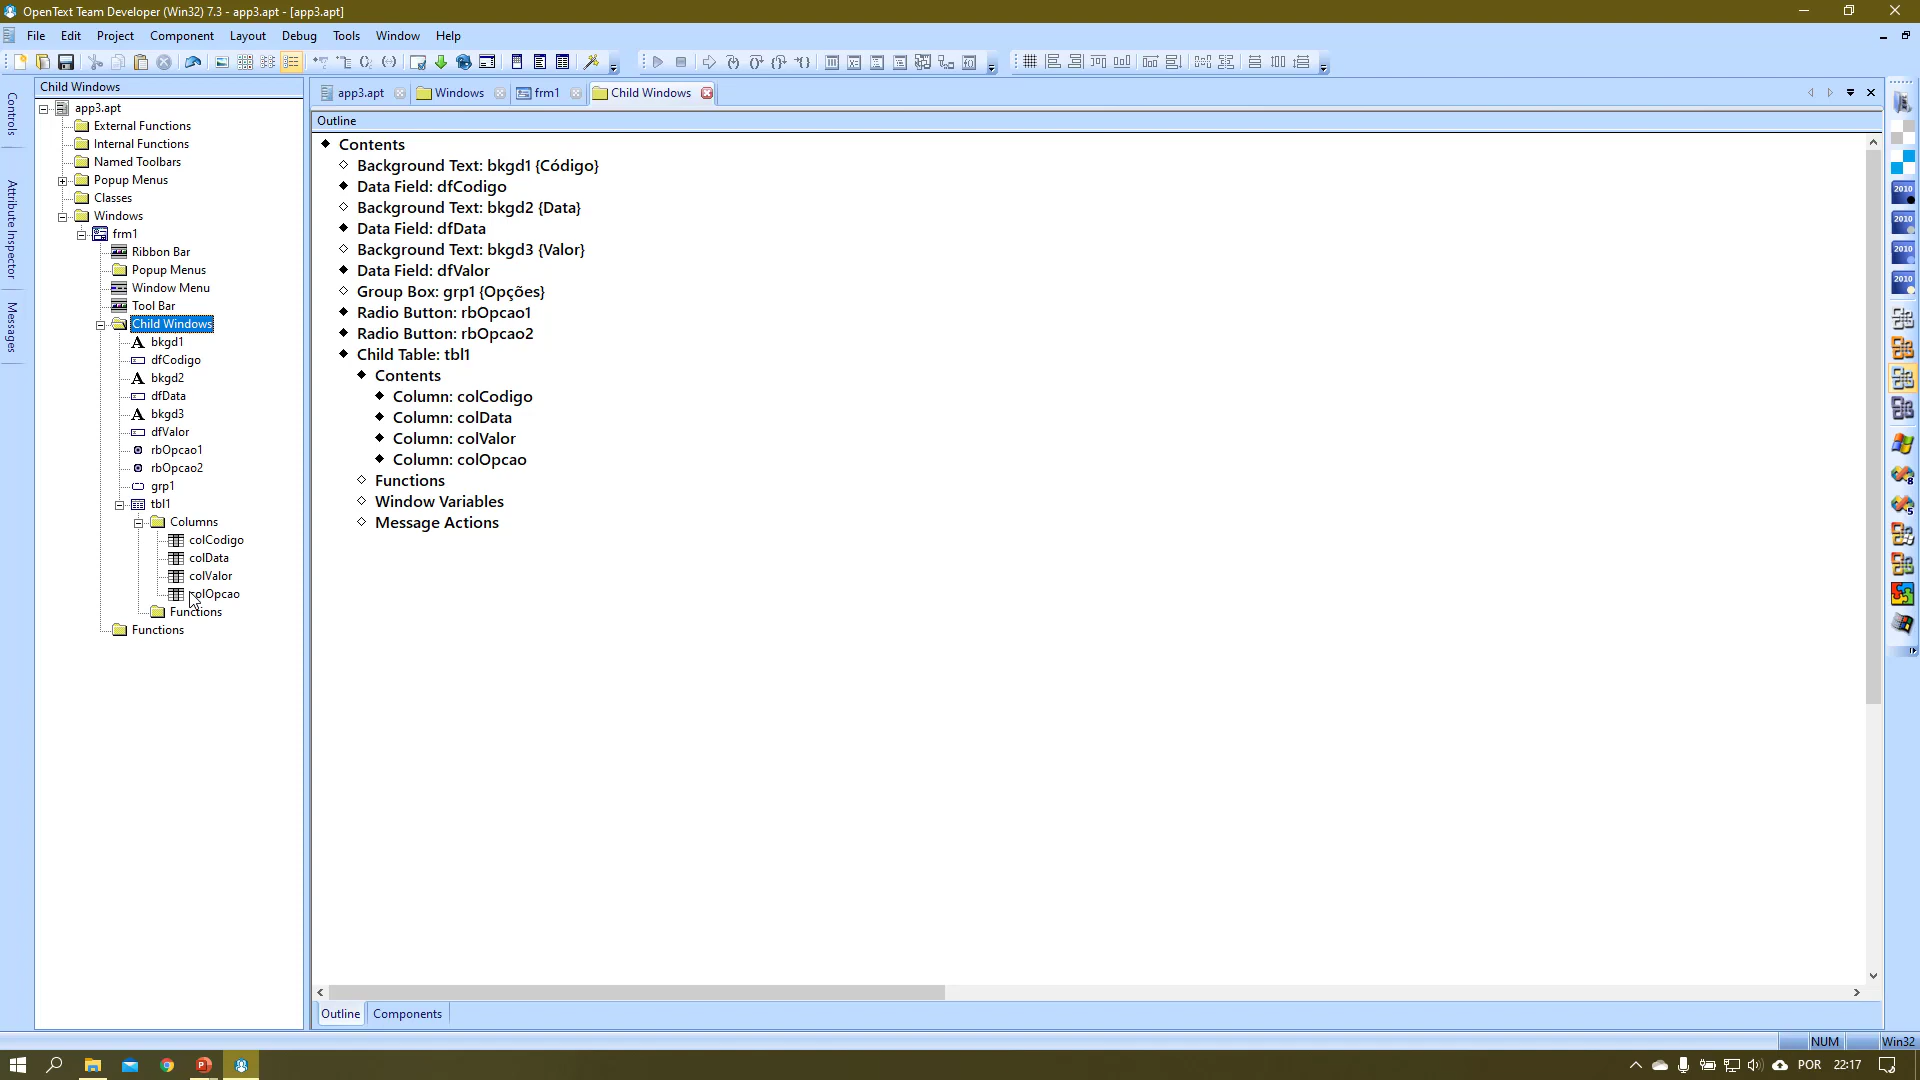 OpenText Team Developer (Win32) 7.3 - app3.apt - [app3.apt]
File Edit Project Component Layout Debug Tools Window Help
Child Windows
app3.apt
External Functions
Internal Functions
Named Toolbars
Popup Menus
Classes
Windows
frm1
Ribbon Bar
Popup Menus
Window Menu
Tool Bar
Child Windows
bkgd1
dfCodigo
bkgd2
dfData
bkgd3
dfValor
rbOpcao1
rbOpcao2
grp1
tbl1
Columns
colCodigo
colData
colValor
colOpcao
Functions
Functions
Controls
Attribute Inspector
Messages
app3.apt Windows frm1 Child Windows
Outline
Contents
Background Text: bkgd1 {Código}
Data Field: dfCodigo
Background Text: bkgd2 {Data}
Data Field: dfData
Background Text: bkgd3 {Valor}
Data Field: dfValor
Group Box: grp1 {Opções}
Radio Button: rbOpcao1
Radio Button: rbOpcao2
Child Table: tbl1
Contents
Column: colCodigo
Column: colData
Column: colValor
Column: colOpcao
Functions
Window Variables
Message Actions
Outline Components
2010
2010
2010
2010
NUM Win32
POR 22:17